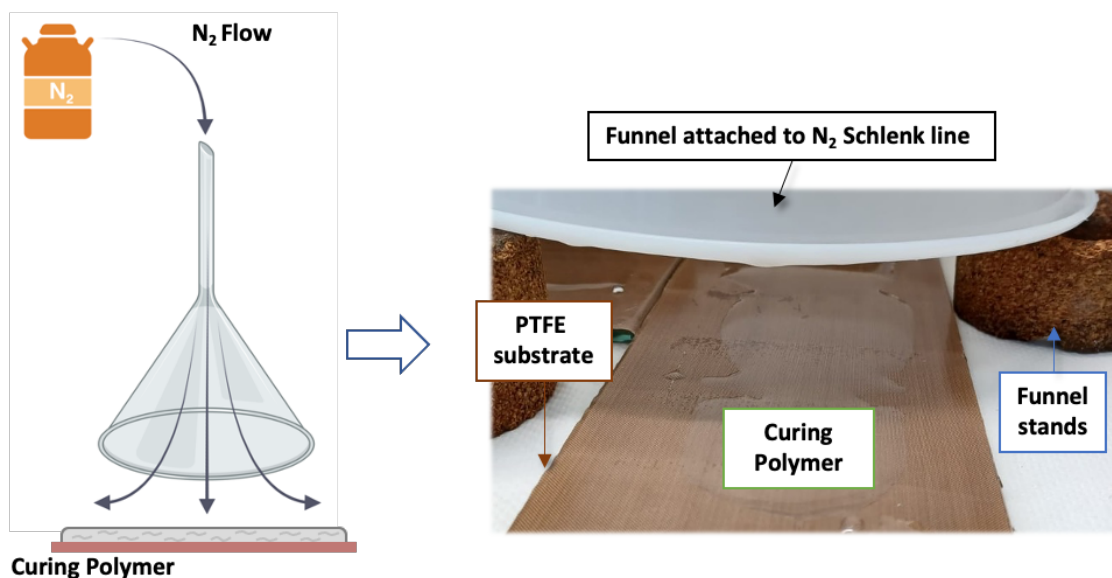 N₂ Flow
N₂
Funnel attached to N₂ Schlenk line
PTFE
substrate
Curing
Polymer
Funnel
stands
Curing Polymer